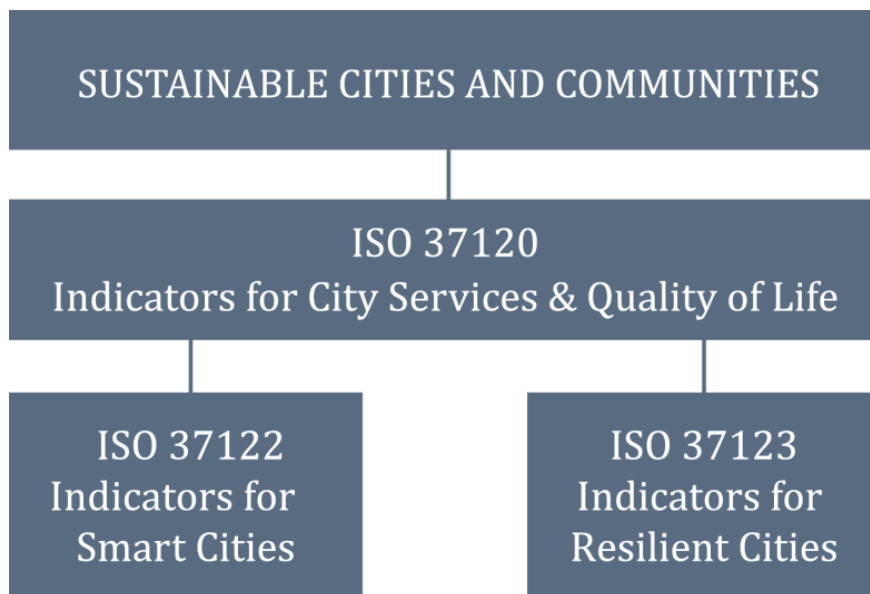 SUSTAINABLE CITIES AND COMMUNITIES
ISO 37120
Indicators for City Services & Quality of Life
ISO 37122
Indicators for
Smart Cities
ISO 37123
Indicators for
Resilient Cities